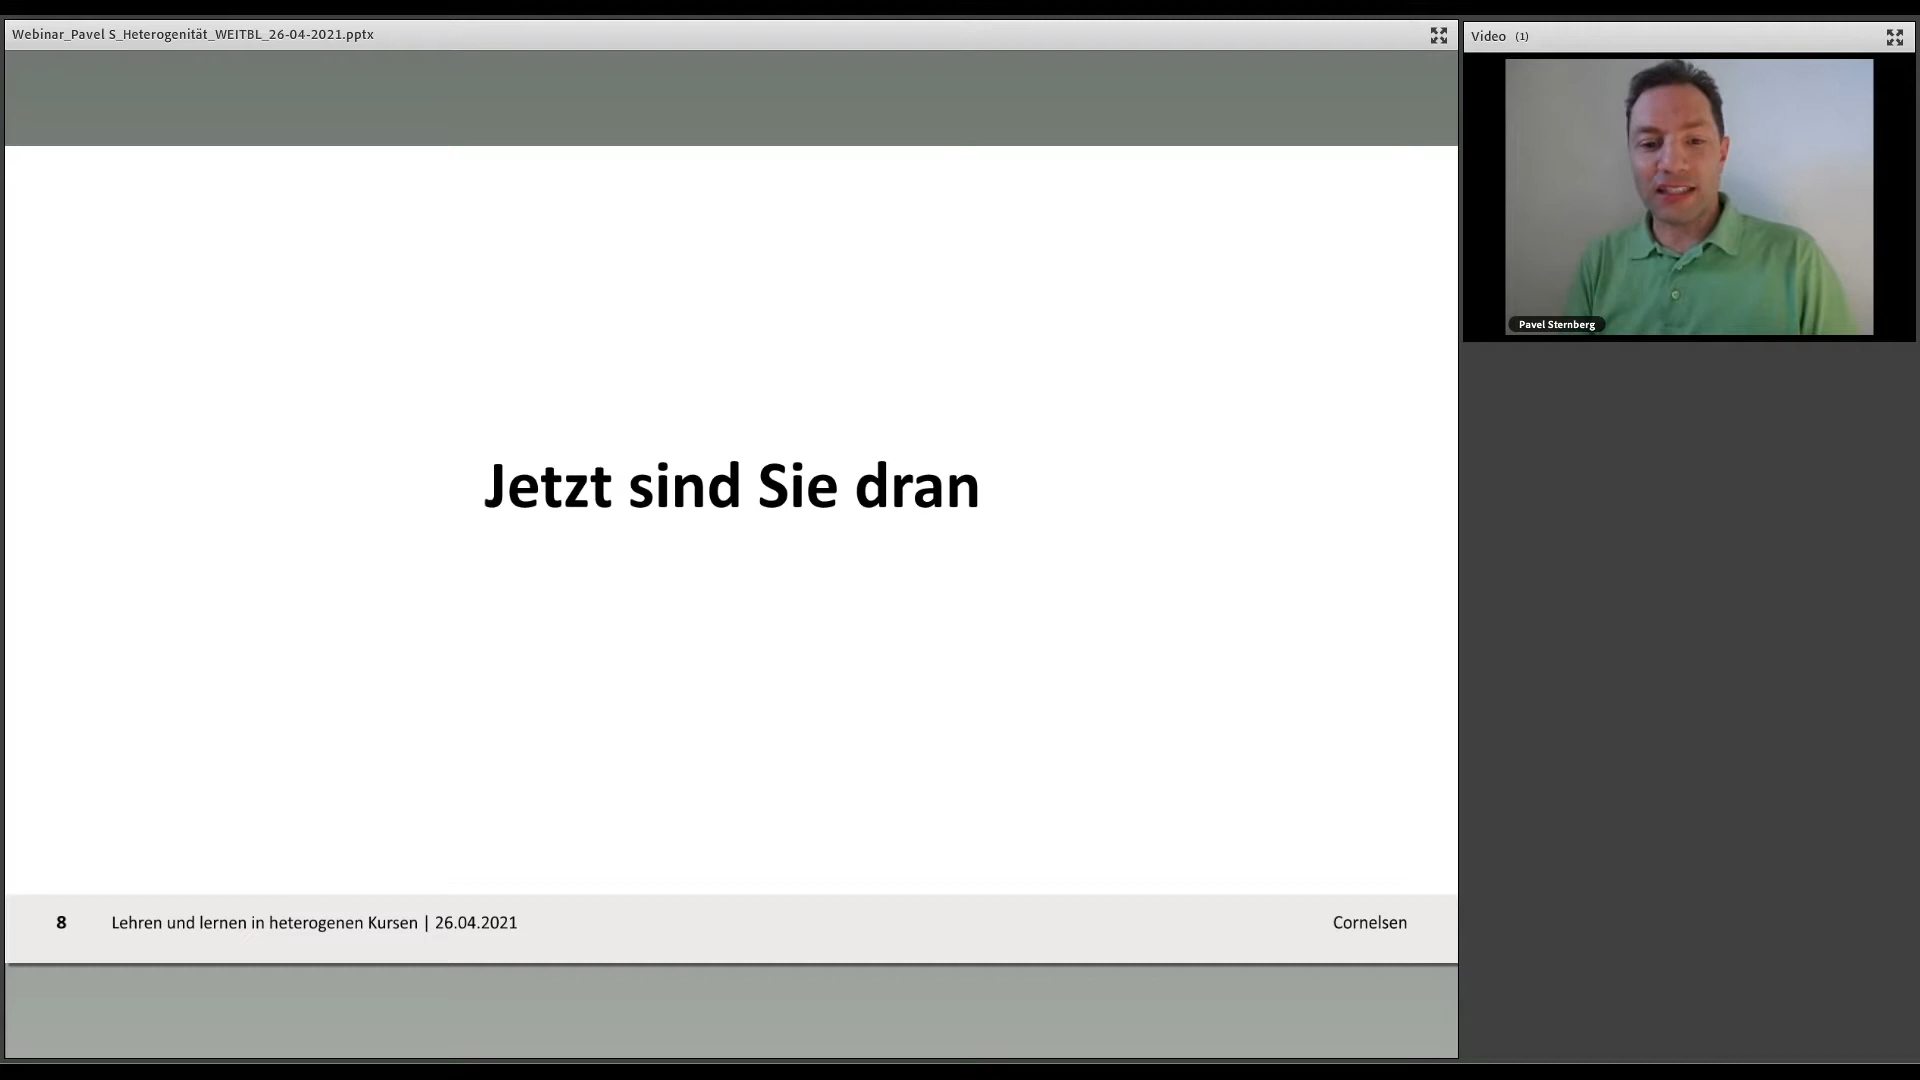 Webinar_Pavel S_Heterogenität_WEITBL_26-04-2021.pptx
Video (1)
Pavel Sternberg
Jetzt sind Sie dran
8 Lehren und lernen in heterogenen Kursen | 26.04.2021 Cornelsen